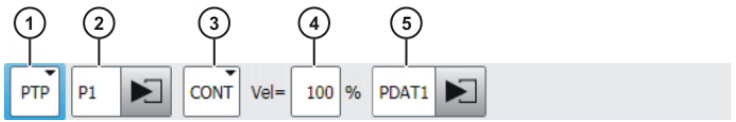 1 2 3 4 5
PTP P1 CONT Vel= 100 % PDAT1